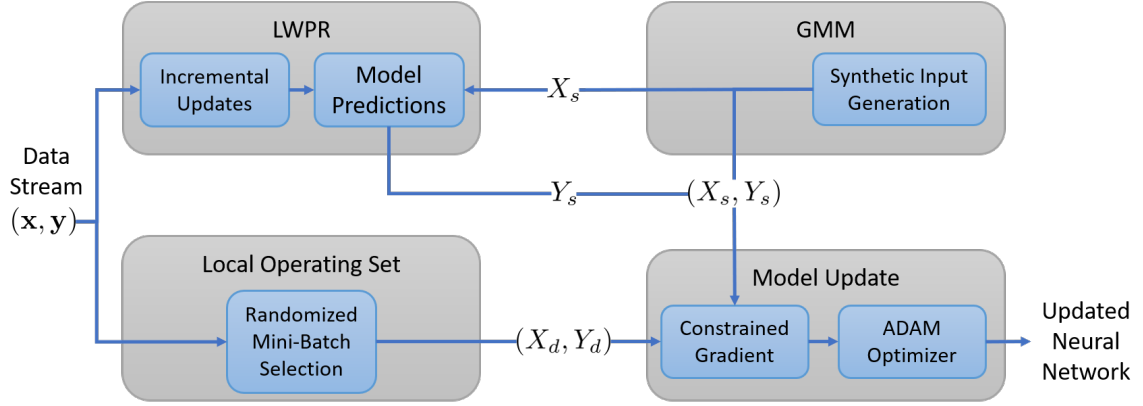 LWPR
Incremental
Updates
Model
Predictions
X_s
GMM
Synthetic Input
Generation
Data
Stream
(x, y)
Y_s
(X_s, Y_s)
Local Operating Set
Randomized
Mini-Batch
Selection
(X_d, Y_d)
Model Update
Constrained
Gradient
ADAM
Optimizer
Updated
Neural
Network